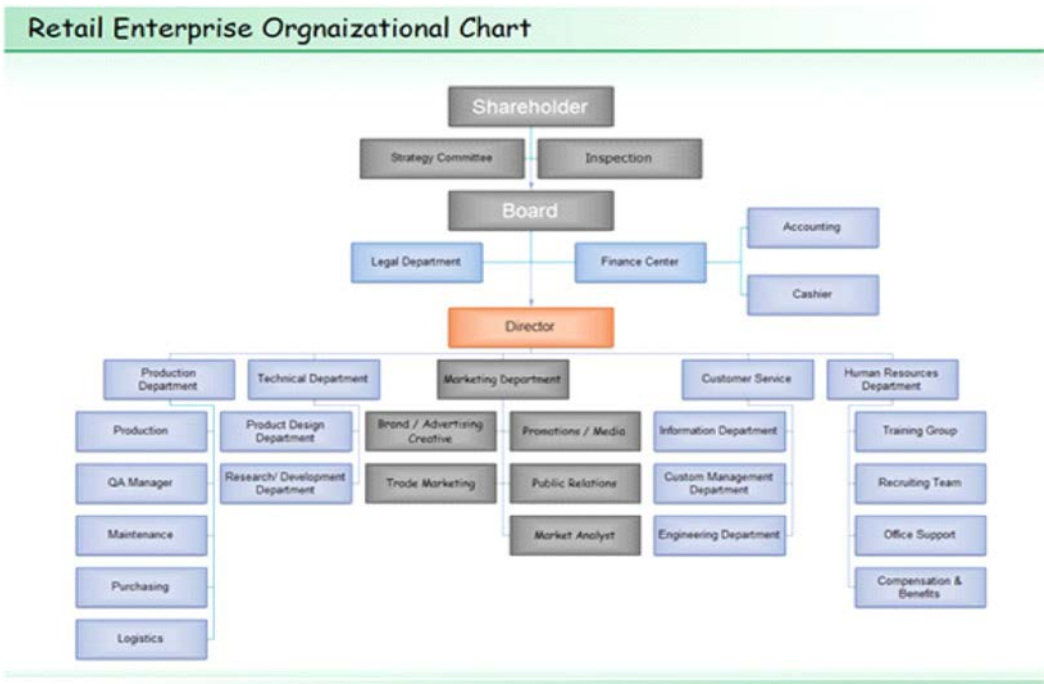 Retail Enterprise Orgnaizational Chart
Shareholder
Strategy Committee
Inspection
Board
Accounting
Legal Department
Finance Center
Cashier
Director
Production
Department
Technical Department
Marketing Department
Customer Service
Human Resources
Department
Production
Product Design
Department
Brand / Advertising
Creative
Promotions / Media
Information Department
Training Group
QA Manager
Research/ Development
Department
Trade Marketing
Public Relations
Custom Management
Department
Recruiting Team
Maintenance
Market Analyst
Engineering Department
Office Support
Purchasing
Compensation &
Benefits
Logistics